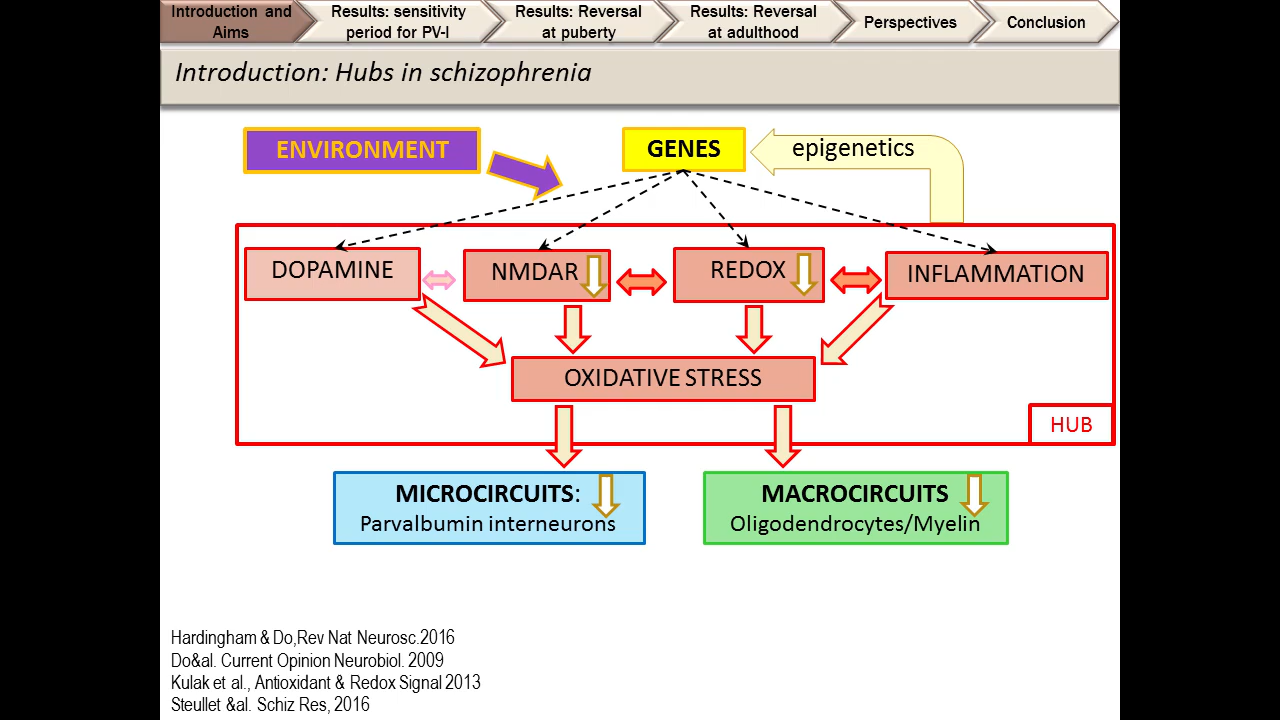 Introduction and
Aims
Results: sensitivity
period for PV-I
Results: Reversal
at puberty
Results: Reversal
at adulthood
Perspectives
Conclusion
Introduction: Hubs in schizophrenia
ENVIRONMENT
GENES
epigenetics
DOPAMINE
NMDAR
REDOX
INFLAMMATION
OXIDATIVE STRESS
HUB
MICROCIRCUITS:
Parvalbumin interneurons
MACROCIRCUITS
Oligodendrocytes/Myelin
Hardingham & Do,Rev Nat Neurosc.2016
Do&al. Current Opinion Neurobiol. 2009
Kulak et al., Antioxidant & Redox Signal 2013
Steullet &al. Schiz Res, 2016